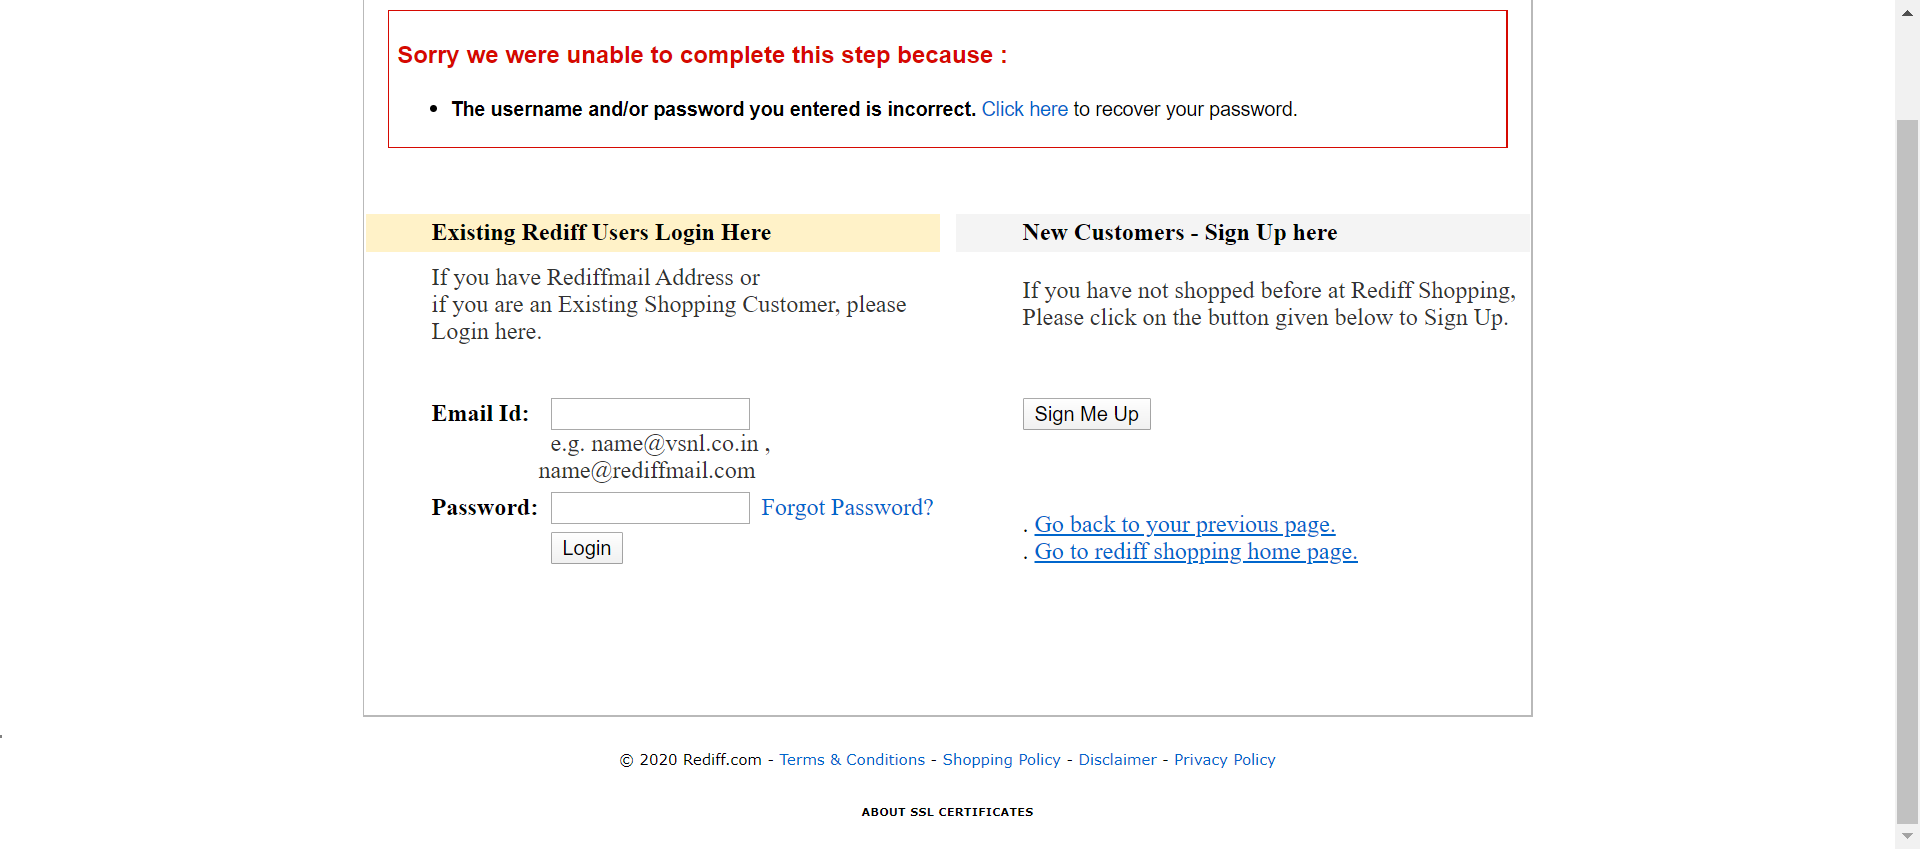 Sorry we were unable to complete this step because :
• The username and/or password you entered is incorrect. Click here to recover your password.
Existing Rediff Users Login Here
If you have Rediffmail Address or
if you are an Existing Shopping Customer, please
Login here.
Email Id:
e.g. name@vsnl.co.in ,
name@rediffmail.com
Password: Forgot Password?
Login
New Customers - Sign Up here
If you have not shopped before at Rediff Shopping,
Please click on the button given below to Sign Up.
Sign Me Up
. Go back to your previous page.
. Go to rediff shopping home page.
© 2020 Rediff.com - Terms & Conditions - Shopping Policy - Disclaimer - Privacy Policy
ABOUT SSL CERTIFICATES